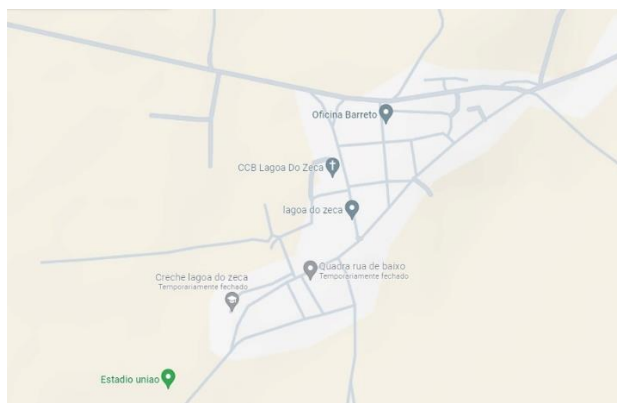 Oficina Barreto
CCB Lagoa Do Zeca
lagoa do zeca
Quadra rua de baixo
Temporariamente fechado
Creche lagoa do zeca
Temporariamente fechado
Estadio uniao